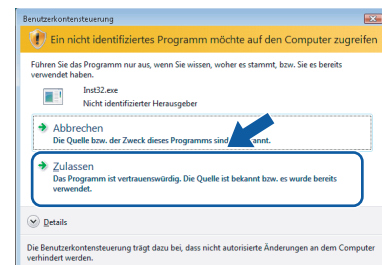 Benutzerkontensteuerung
Ein nicht identifiziertes Programm möchte auf den Computer zugreifen
Führen Sie das Programm nur aus, wenn Sie wissen, woher es stammt, bzw. Sie es bereits
verwendet haben.
Inst32.exe
Nicht identifizierter Herausgeber
Abbrechen
Die Quelle bzw. der Zweck dieses Programms sind
Zulassen
Das Programm ist vertrauenswürdig. Die Quelle ist bekannt bzw. es wurde bereits
verwendet.
Details
Die Benutzerkontensteuerung trägt dazu bei, dass nicht autorisierte Änderungen an dem Computer
verhindert werden.